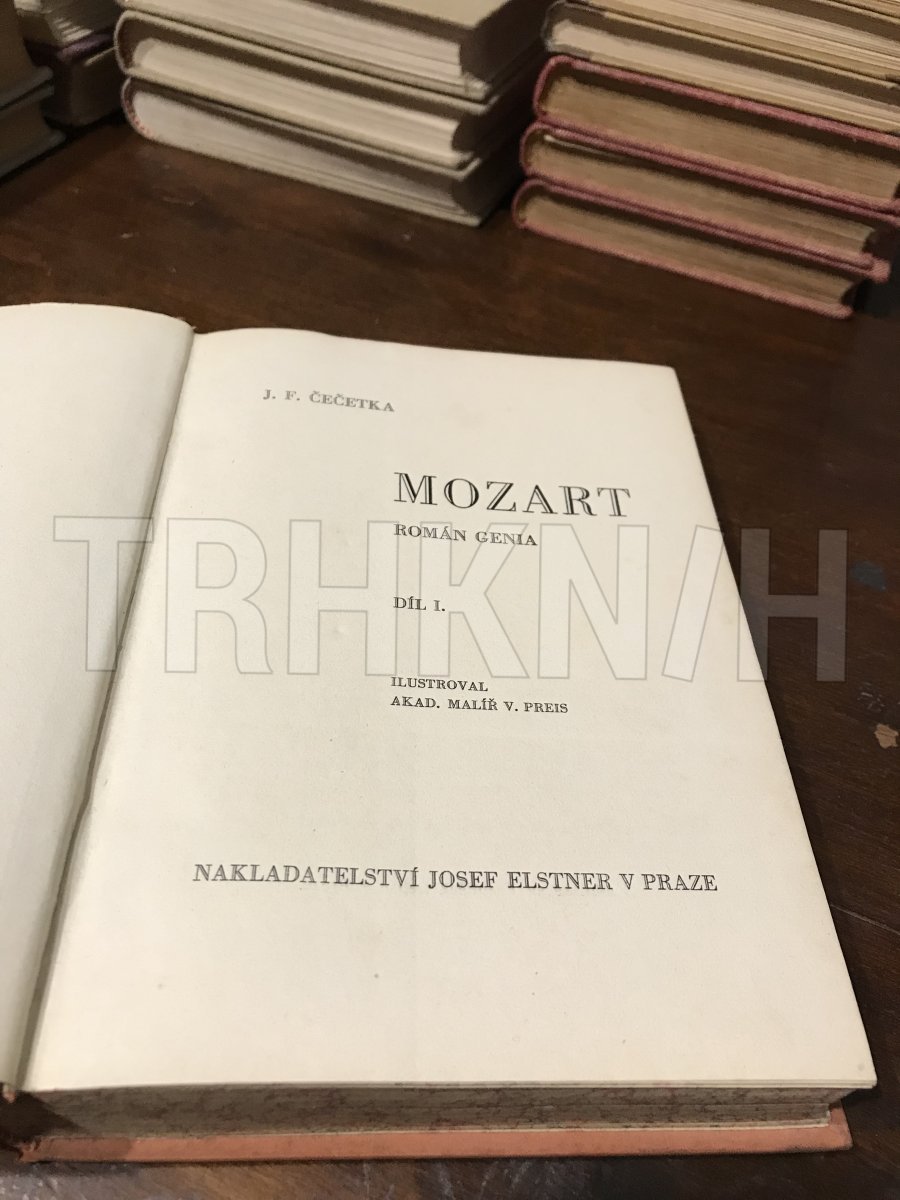 J. F. ČEČETKA
MOZART
ROMÁN GENIA
TRHKNIH
DÍL I.
ILUSTROVAL
AKAD. MALÍŘ V. PREIS
NAKLADATELSTVÍ JOSEF ELSTNER V PRAZE